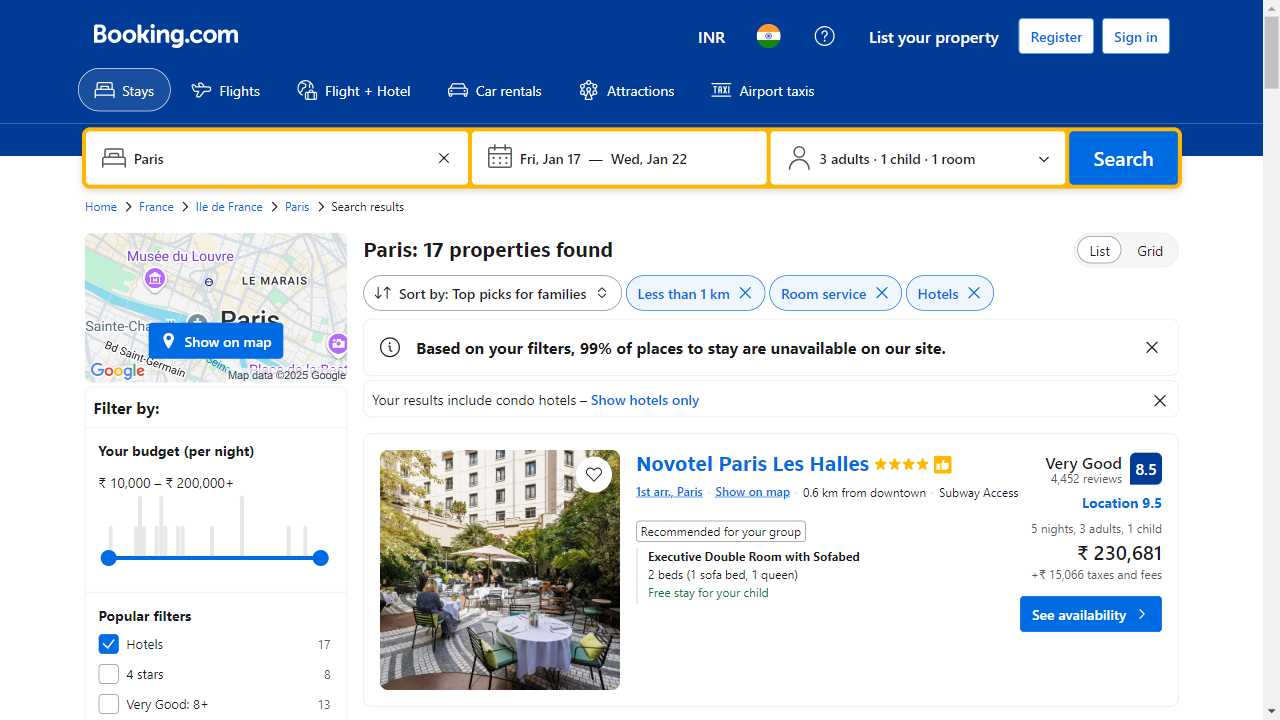 Booking.com
INR
List your property
Register
Sign in
Stays
Flights
Flight + Hotel
Car rentals
Attractions
TAXI
Airport taxis
Paris
Fri, Jan 17 — Wed, Jan 22
3 adults · 1 child · 1 room
Search
Home
France
Ile de France
Paris
Search results
Musée du Louvre
LE MARAIS
Paris
Sainte-Cha
Show on map
Bd Saint-Germain
Google
Map data ©2025 Google
Filter by:
Your budget (per night)
₹ 10,000 – ₹ 200,000+
Popular filters
Hotels 17
4 stars 8
Very Good: 8+ 13
Paris: 17 properties found
List
Grid
Sort by: Top picks for families
Less than 1 km
Room service
Hotels
Based on your filters, 99% of places to stay are unavailable on our site.
Your results include condo hotels – Show hotels only
Novotel Paris Les Halles
1st arr., Paris · Show on map · 0.6 km from downtown · Subway Access
Recommended for your group
Executive Double Room with Sofabed
2 beds (1 sofa bed, 1 queen)
Free stay for your child
Very Good
8.5
4,452 reviews
Location 9.5
5 nights, 3 adults, 1 child
₹ 230,681
+₹ 15,066 taxes and fees
See availability